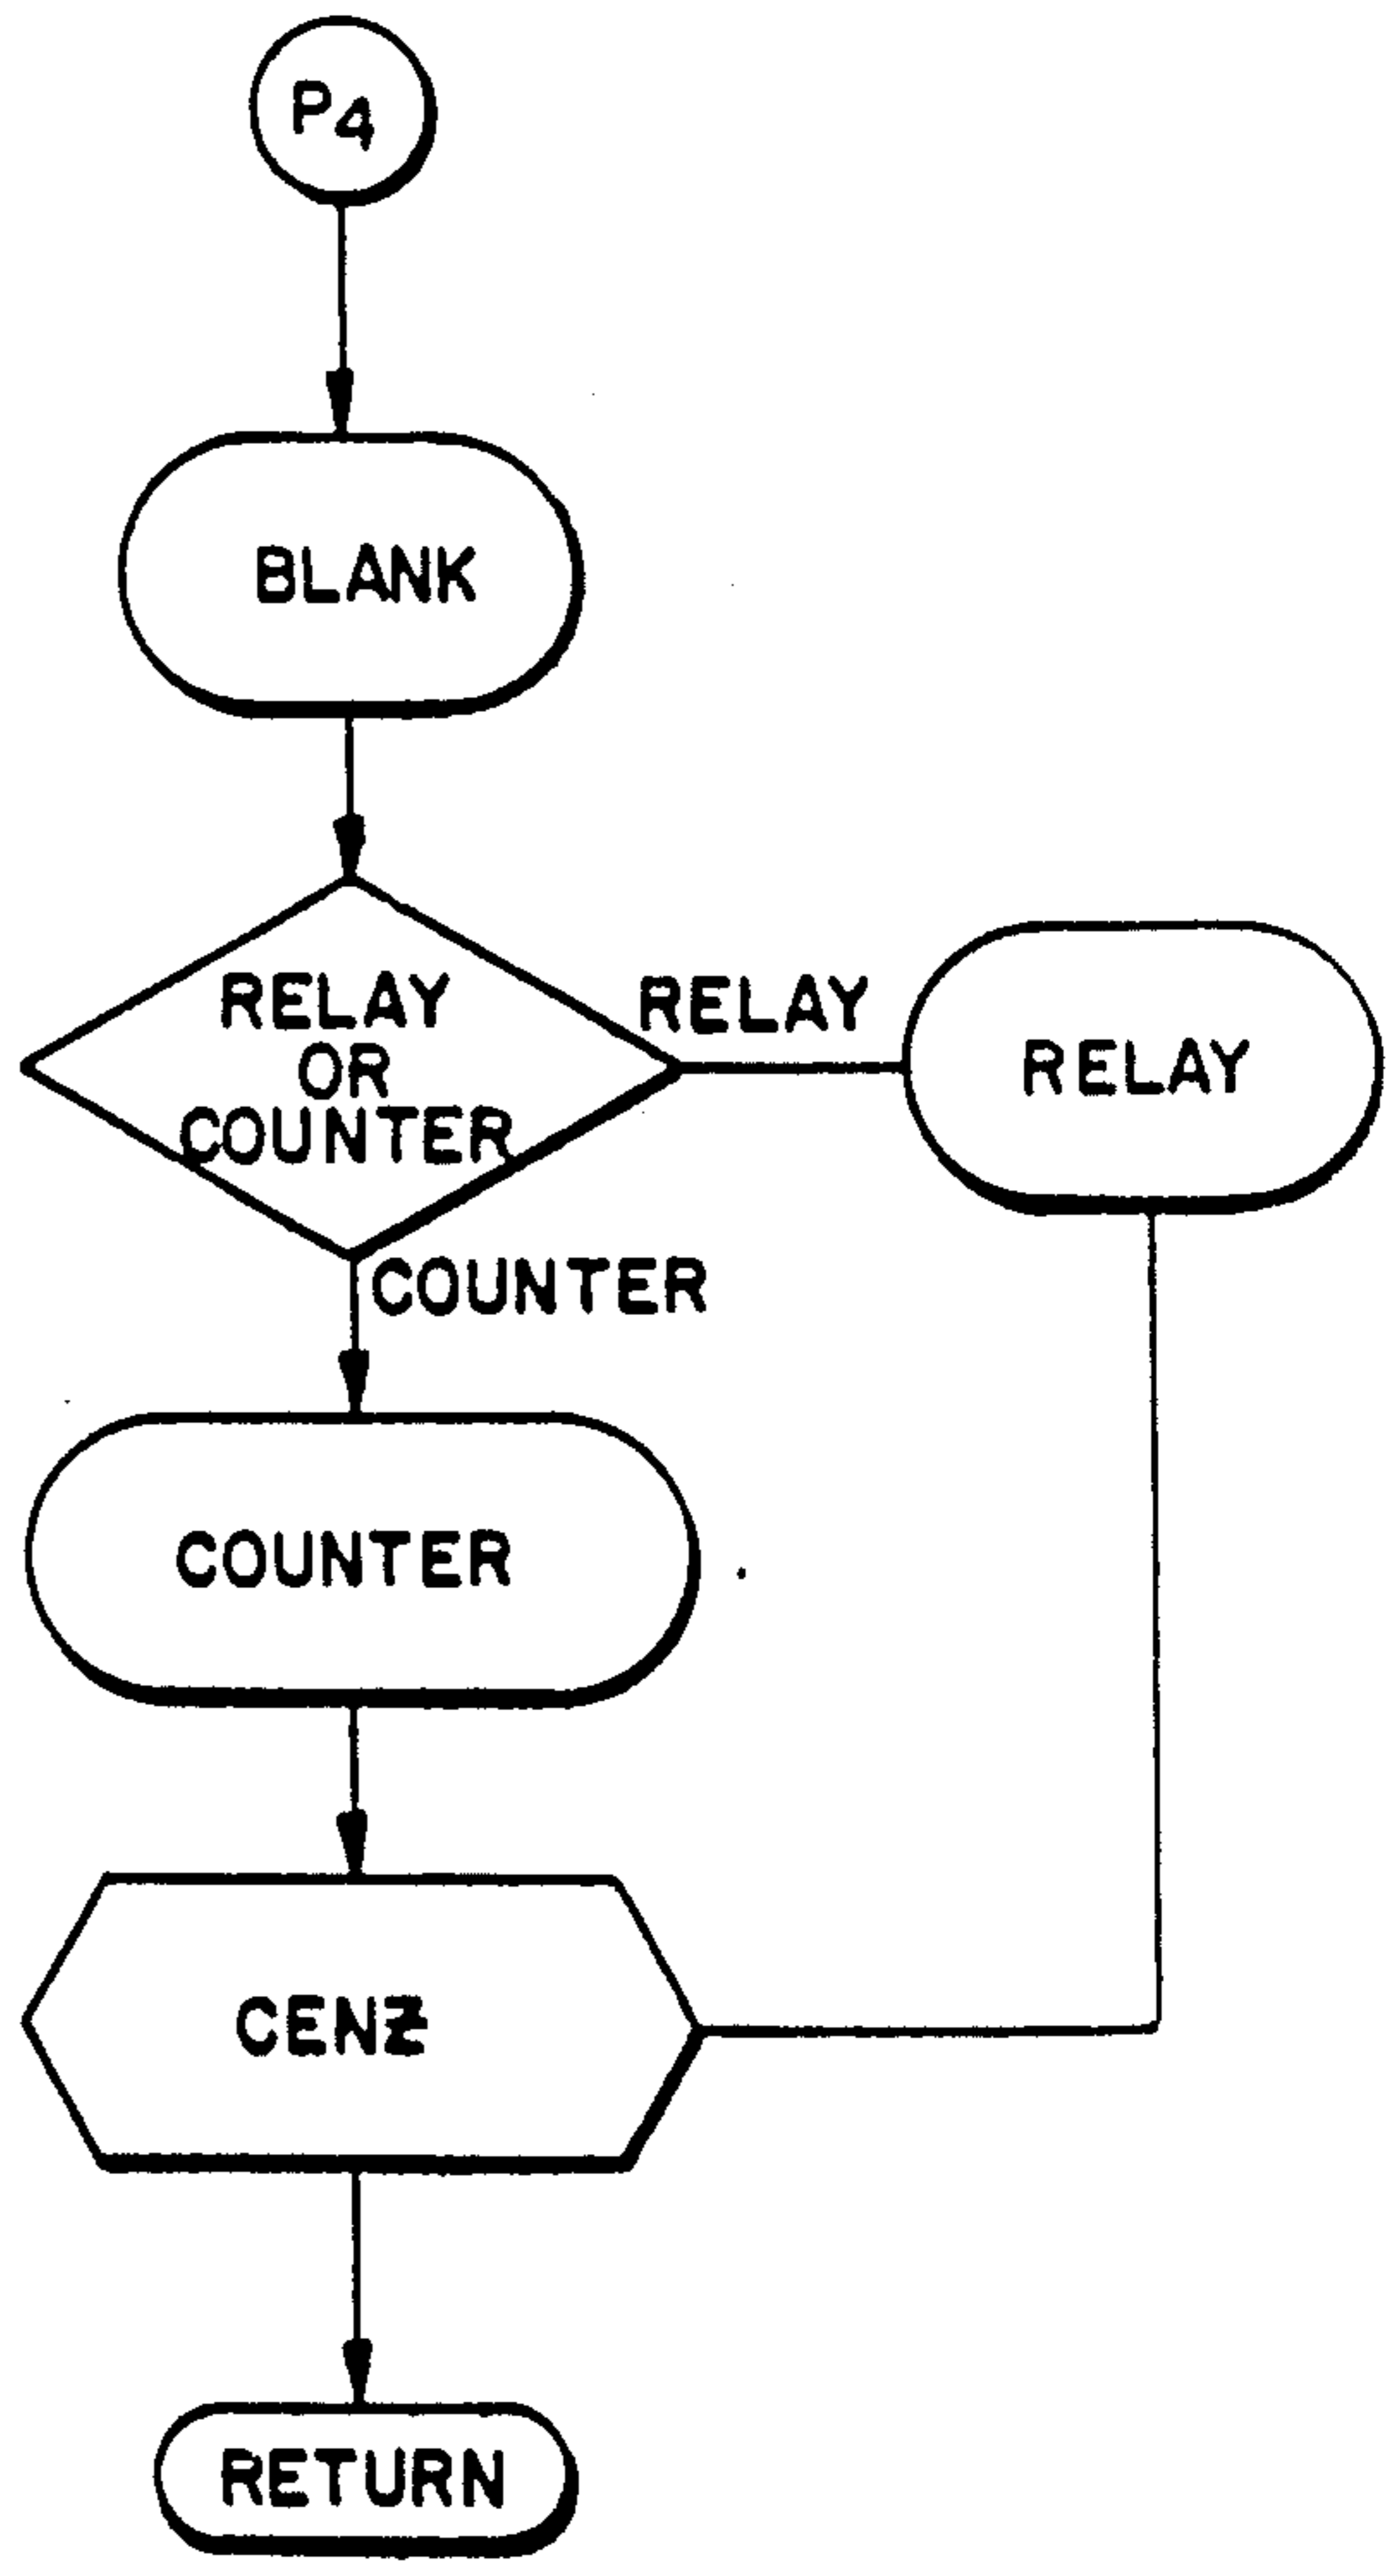 P4
BLANK
RELAY
OR
COUNTER
RELAY
RELAY
COUNTER
COUNTER
CENZ
RETURN